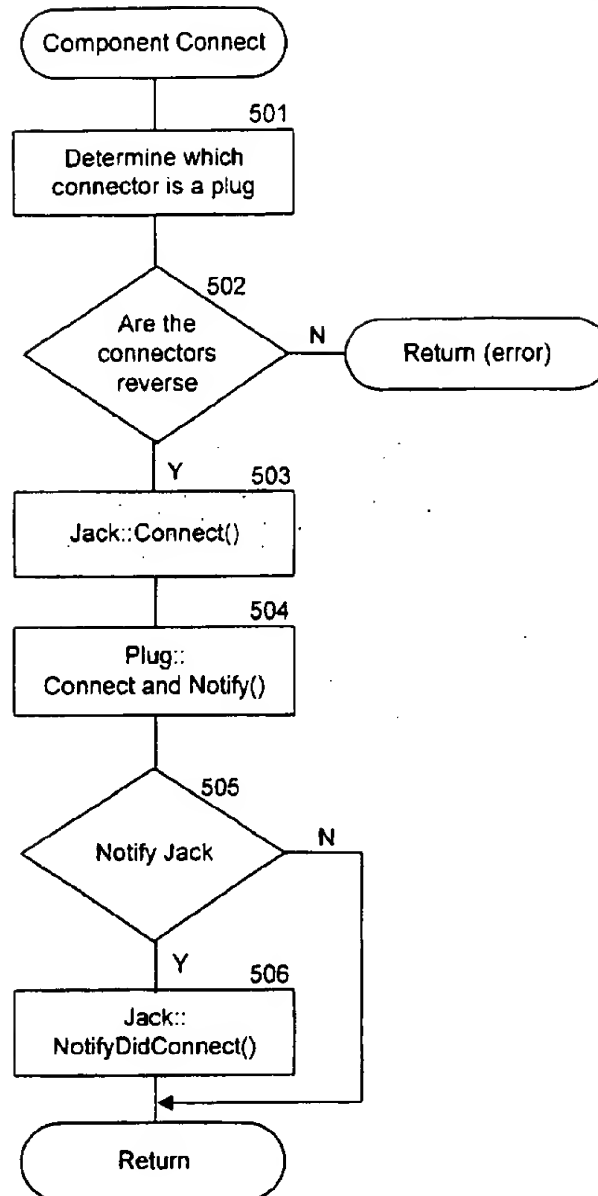 Component Connect
501
Determine which
connector is a plug
502
Are the
connectors
reverse
N
Return (error)
Y
503
Jack::Connect()
504
Plug::
Connect and Notify()
505
Notify Jack
N
Y
506
Jack::
NotifyDidConnect()
Return